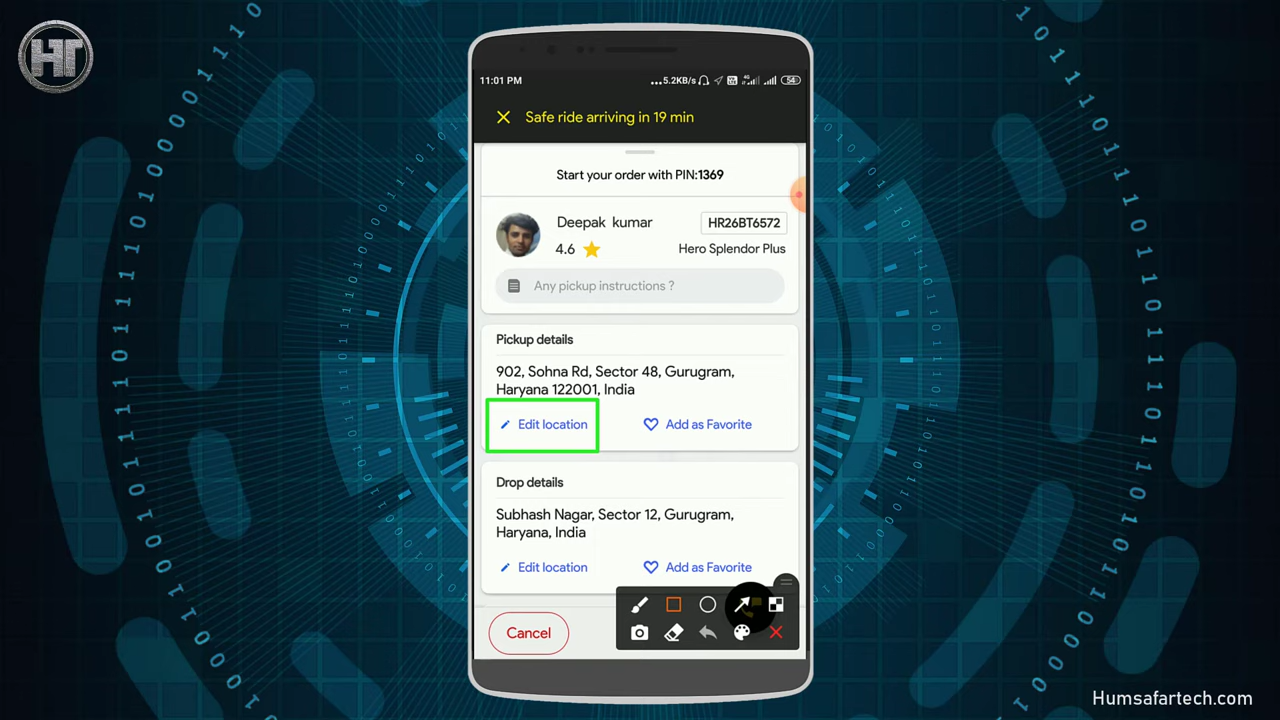 HT
11:01 PM
...5.2KB/s 4G 54
Safe ride arriving in 19 min
Start your order with PIN:1369
Deepak kumar
HR26BT6572
4.6
Hero Splendor Plus
Any pickup instructions ?
Pickup details
902, Sohna Rd, Sector 48, Gurugram,
Haryana 122001, India
Edit location
Add as Favorite
Drop details
Subhash Nagar, Sector 12, Gurugram,
Haryana, India
Edit location
Add as Favorite
Cancel
Humsafartech.com